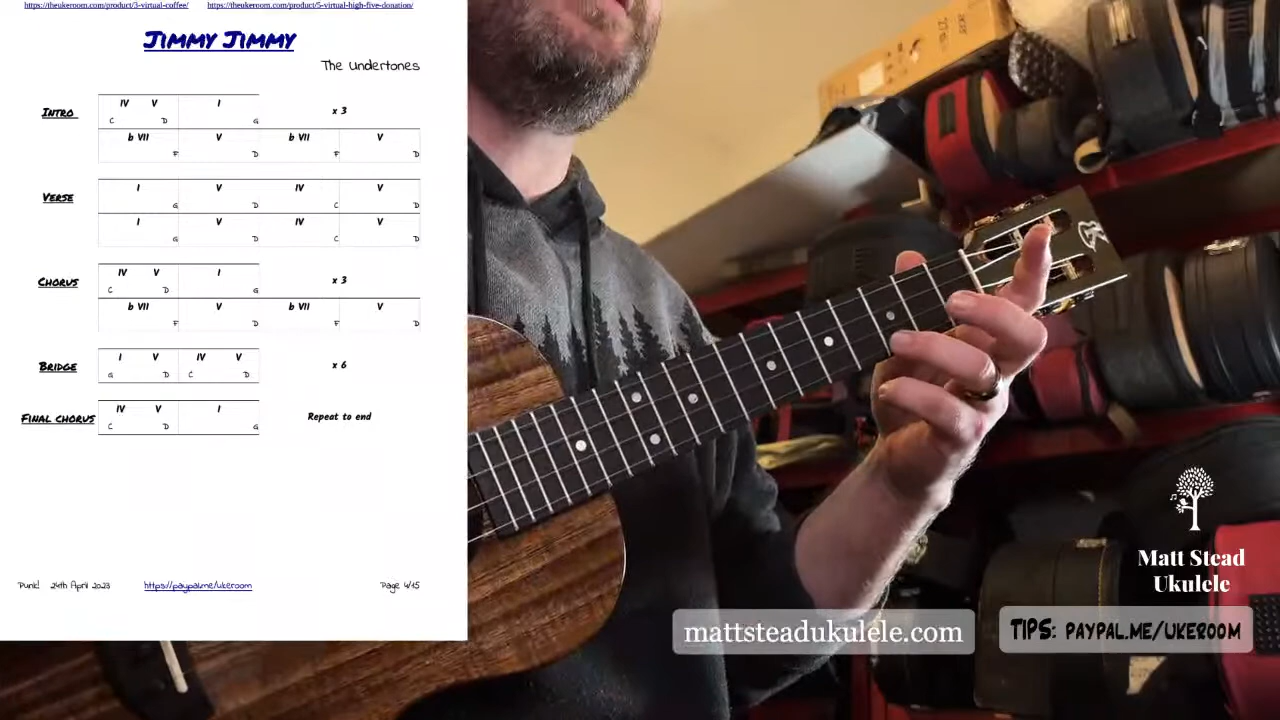 https://theukeroom.com/product/3-virtual-coffee/ https://theukeroom.com/product/5-virtual-high-five-donation/
Jimmy Jimmy
The Undertones
Intro IV V I x 3
C D G
b VII V b VII V
F D F D
Verse I V IV V
G D C D
I V IV V
G D C D
Chorus IV V I x 3
C D G
b VII V b VII V
F D F D
Bridge I V IV V x 6
G D C D
Final chorus IV V I Repeat to end
C D G
Punk! 24th April 2023 https://paypal.me/ukeroom Page 4/15
Matt Stead
Ukulele
mattsteadukulele.com
TIPS: PAYPAL.ME/UKEROOM